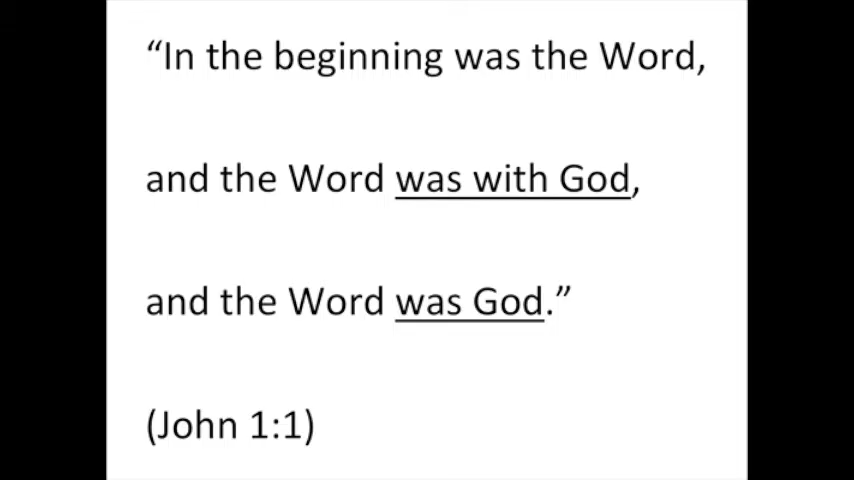 “In the beginning was the Word,
and the Word was with God,
and the Word was God.”
(John 1:1)